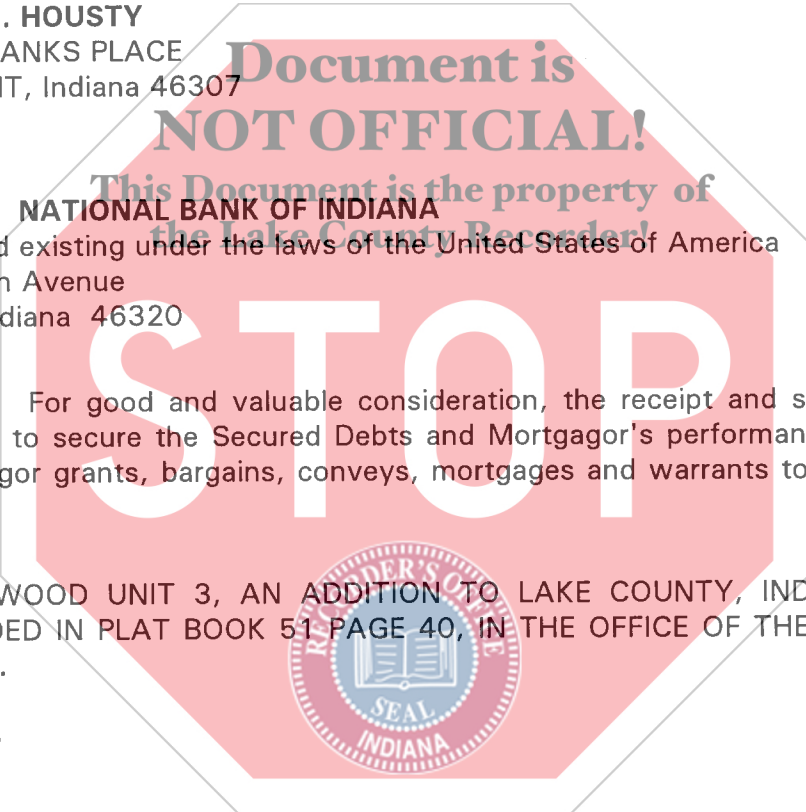 . HOUSTY
ANKS PLACE
NT, Indiana 46307
Document is
NOT OFFICIAL!
This Document is the property of
the Lake County Recorder!
NATIONAL BANK OF INDIANA
d existing under the laws of the United States of America
n Avenue
diana 46320
STOP
For good and valuable consideration, the receipt and s
to secure the Secured Debts and Mortgagor's performan
gor grants, bargains, conveys, mortgages and warrants to
WOOD UNIT 3, AN ADDITION TO LAKE COUNTY, IND
DED IN PLAT BOOK 51 PAGE 40, IN THE OFFICE OF THE
.
RECORDER'S OFFICE
SEAL
INDIANA